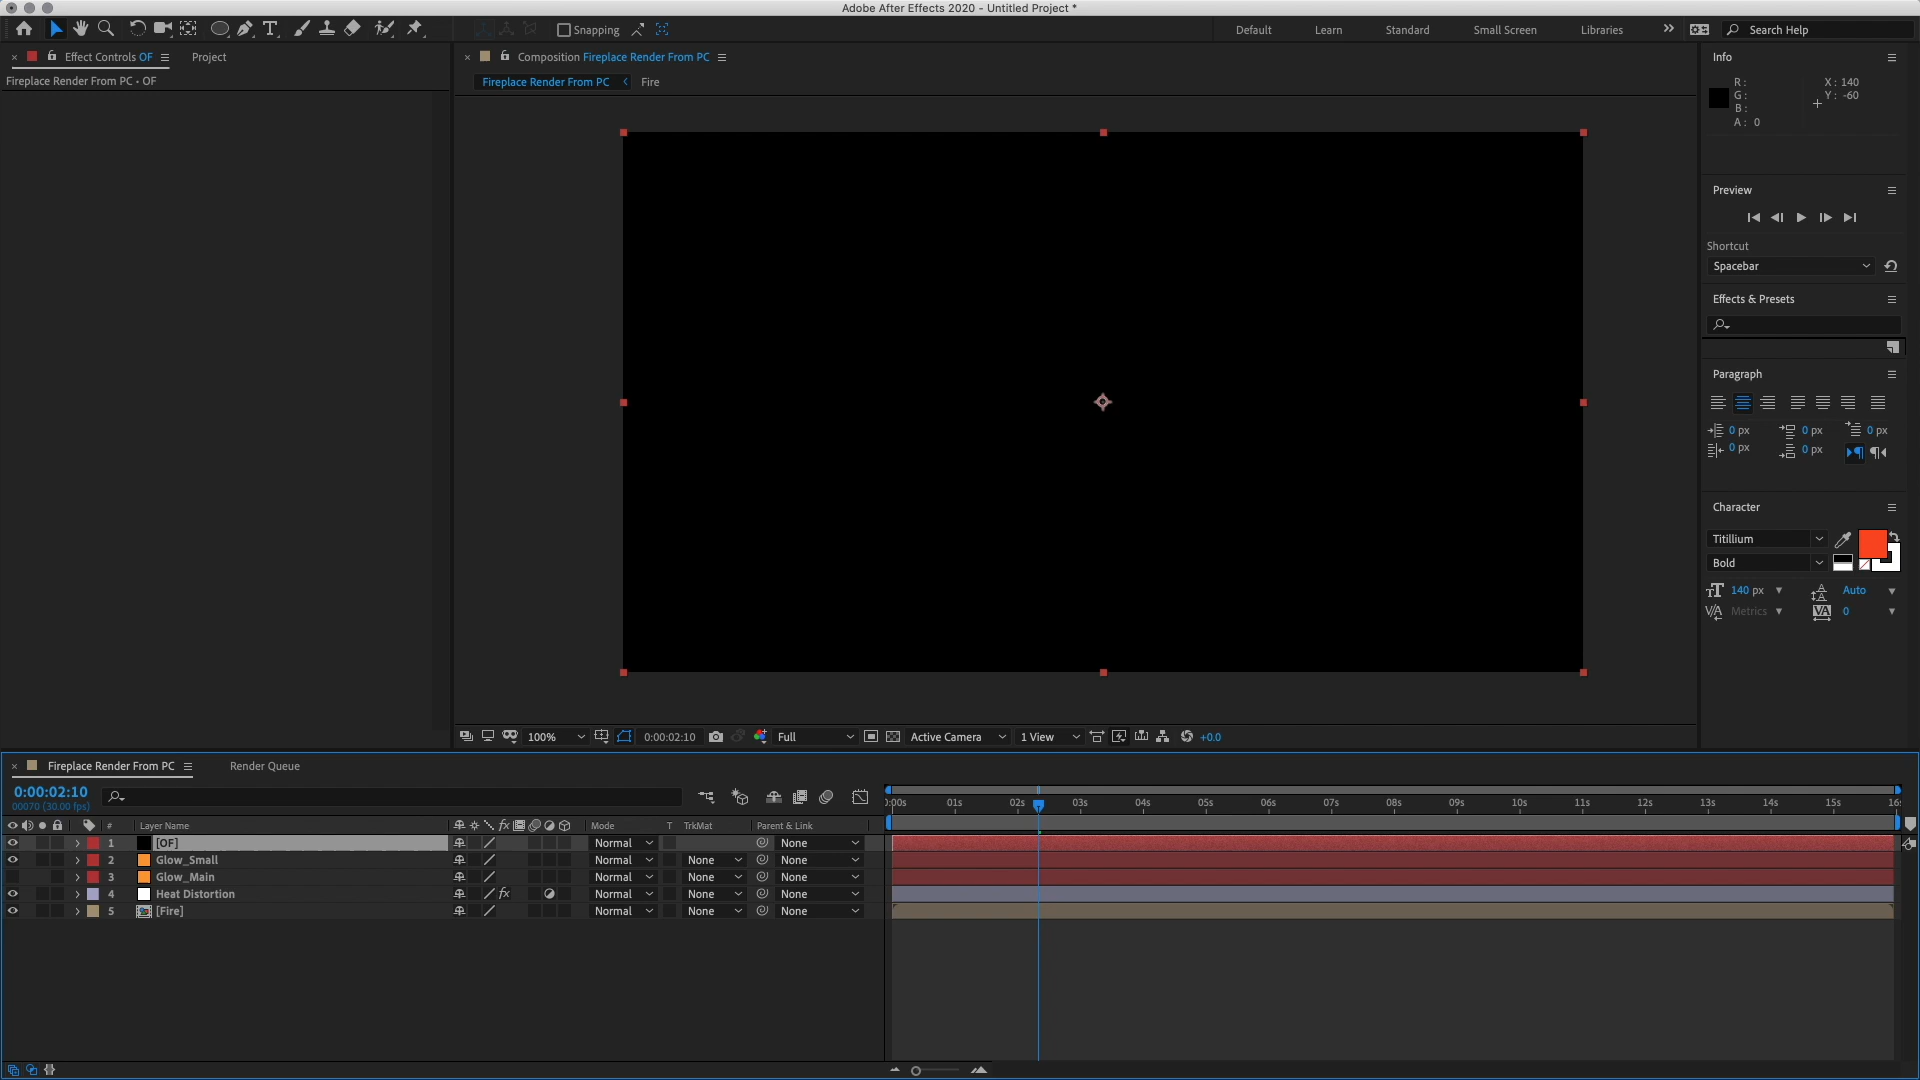 Adobe After Effects 2020 - Untitled Project *
Snapping
Default
Learn
Standard
Small Screen
Libraries
Search Help
Effect Controls OF
Project
Composition Fireplace Render From PC
Info
Fireplace Render From PC • OF
Fireplace Render From PC
Fire
R :
G :
B :
A : 0
X : 140
Y : -60
Preview
Shortcut
Spacebar
Effects & Presets
Paragraph
0 px
0 px
0 px
0 px
0 px
Character
Titillium
Bold
140 px
Auto
Metrics
0
100%
0:00:02:10
Full
Active Camera
1 View
+0.0
Fireplace Render From PC
Render Queue
0:00:02:10
00070 (30.00 fps)
:00s 01s 02s 03s 04s 05s 06s 07s 08s 09s 10s 11s 12s 13s 14s 15s 16s
# Layer Name Mode T TrkMat Parent & Link
1 [OF] Normal None
2 Glow_Small Normal None None
3 Glow_Main Normal None None
4 Heat Distortion Normal None None
5 [Fire] Normal None None